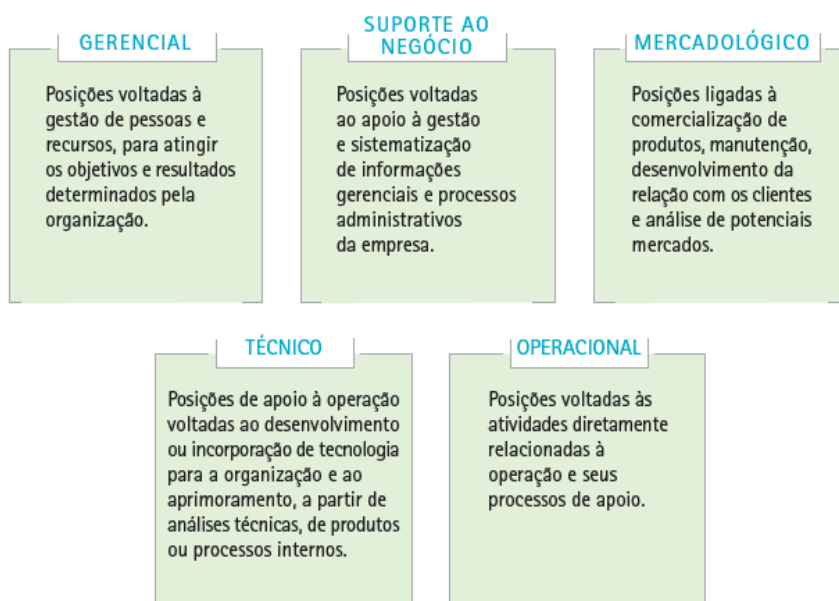 GERENCIAL
Posições voltadas à
gestão de pessoas e
recursos, para atingir
os objetivos e resultados
determinados pela
organização.
SUPORTE AO
NEGÓCIO
Posições voltadas
ao apoio à gestão
e sistematização
de informações
gerenciais e processos
administrativos
da empresa.
MERCADOLÓGICO
Posições ligadas à
comercialização de
produtos, manutenção,
desenvolvimento da
relação com os clientes
e análise de potenciais
mercados.
TÉCNICO
Posições de apoio à operação
voltadas ao desenvolvimento
ou incorporação de tecnologia
para a organização e ao
aprimoramento, a partir de
análises técnicas, de produtos
ou processos internos.
OPERACIONAL
Posições voltadas às
atividades diretamente
relacionadas à
operação e seus
processos de apoio.